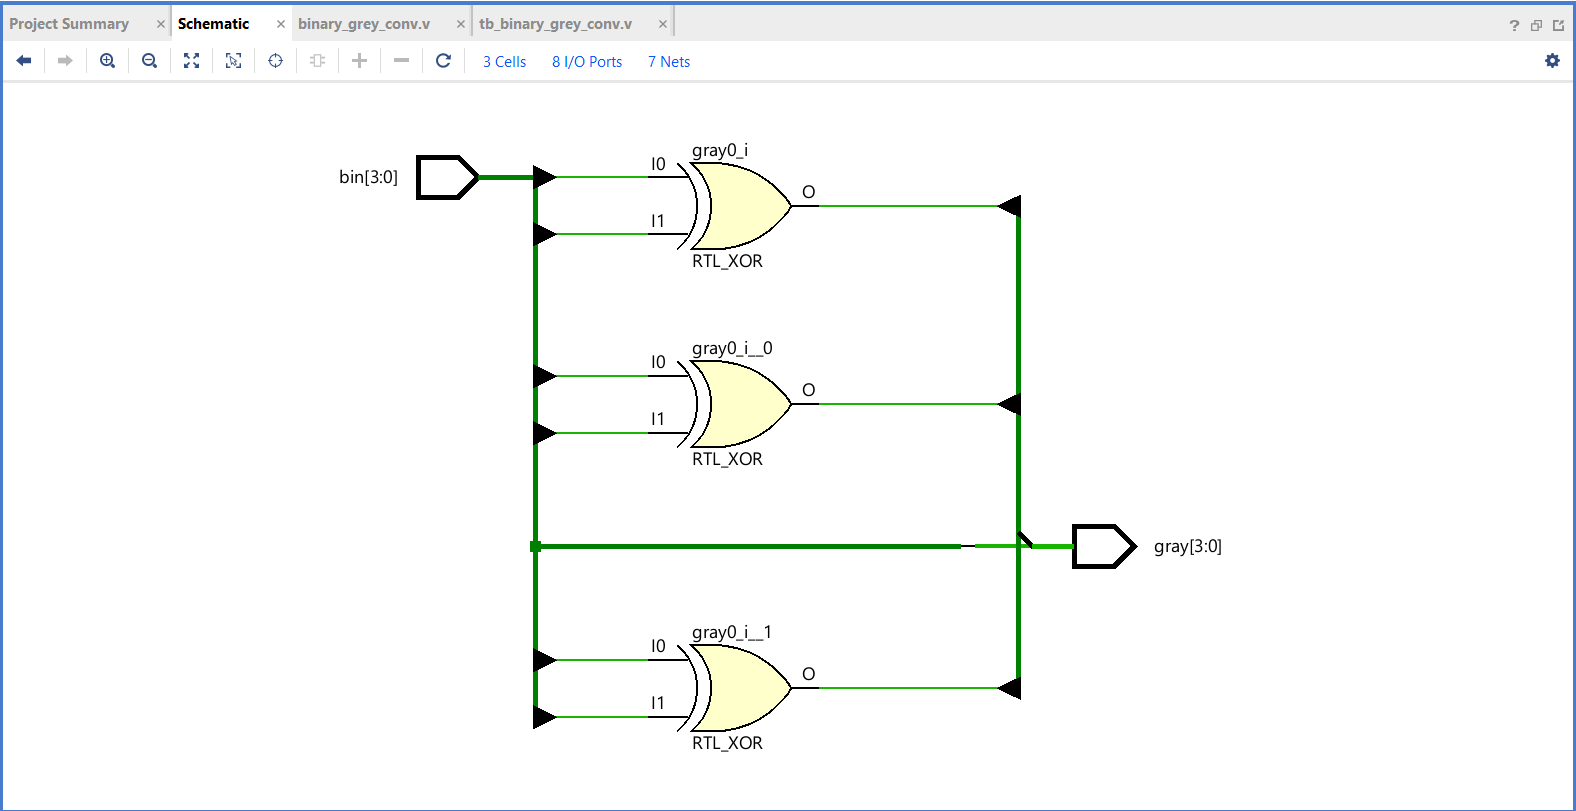 Project Summary × Schematic × binary_grey_conv.v × tb_binary_grey_conv.v × ?
3 Cells 8 I/O Ports 7 Nets
bin[3:0]
gray0_i
I0
I1
O
RTL_XOR
gray0_i__0
I0
I1
O
RTL_XOR
gray[3:0]
gray0_i__1
I0
I1
O
RTL_XOR